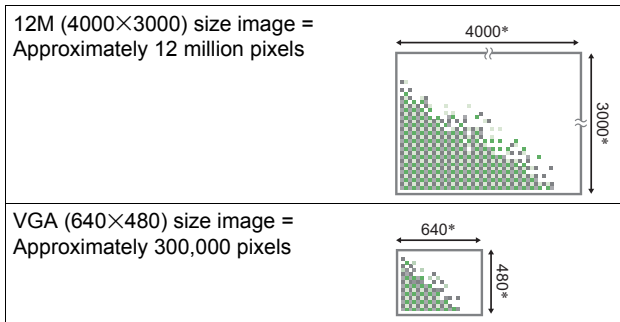 12M (4000×3000) size image =
Approximately 12 million pixels
4000*
3000*
VGA (640×480) size image =
Approximately 300,000 pixels
640*
480*